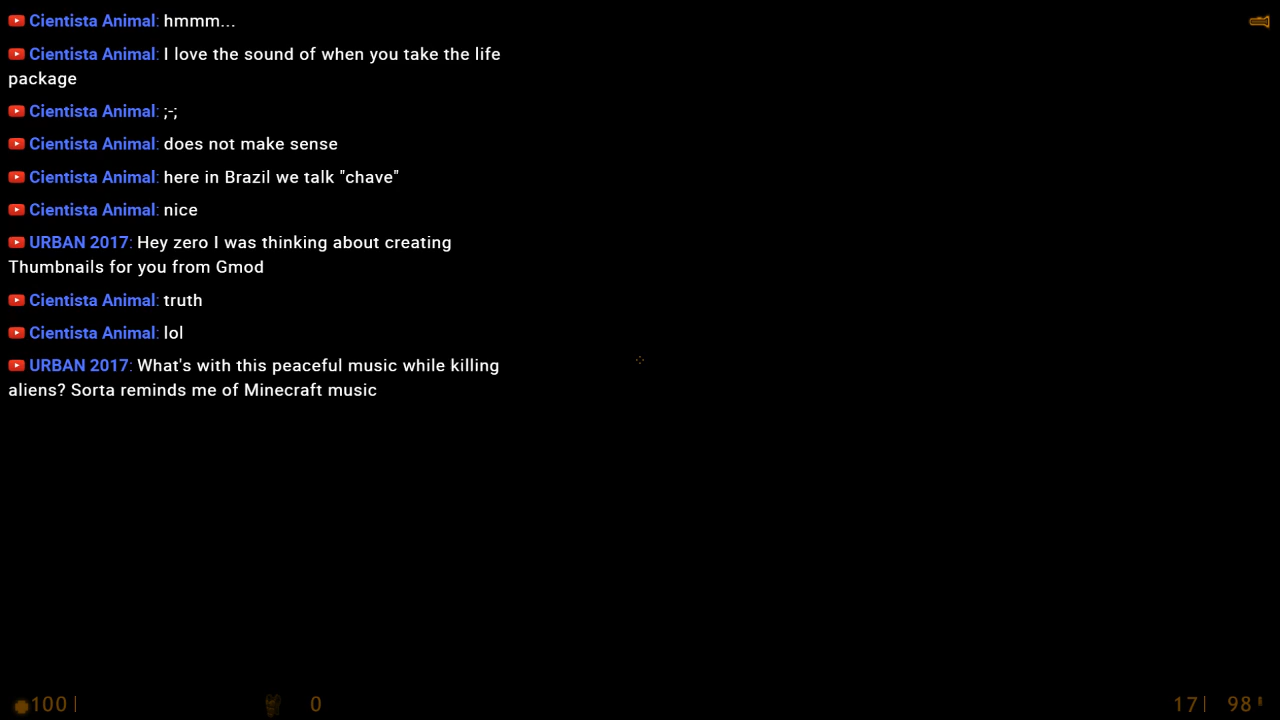 Cientista Animal: hmmm...
Cientista Animal: I love the sound of when you take the life
package
Cientista Animal: ;-;
Cientista Animal: does not make sense
Cientista Animal: here in Brazil we talk "chave"
Cientista Animal: nice
URBAN 2017: Hey zero I was thinking about creating
Thumbnails for you from Gmod
Cientista Animal: truth
Cientista Animal: lol
URBAN 2017: What's with this peaceful music while killing
aliens? Sorta reminds me of Minecraft music
100| 0 17| 98